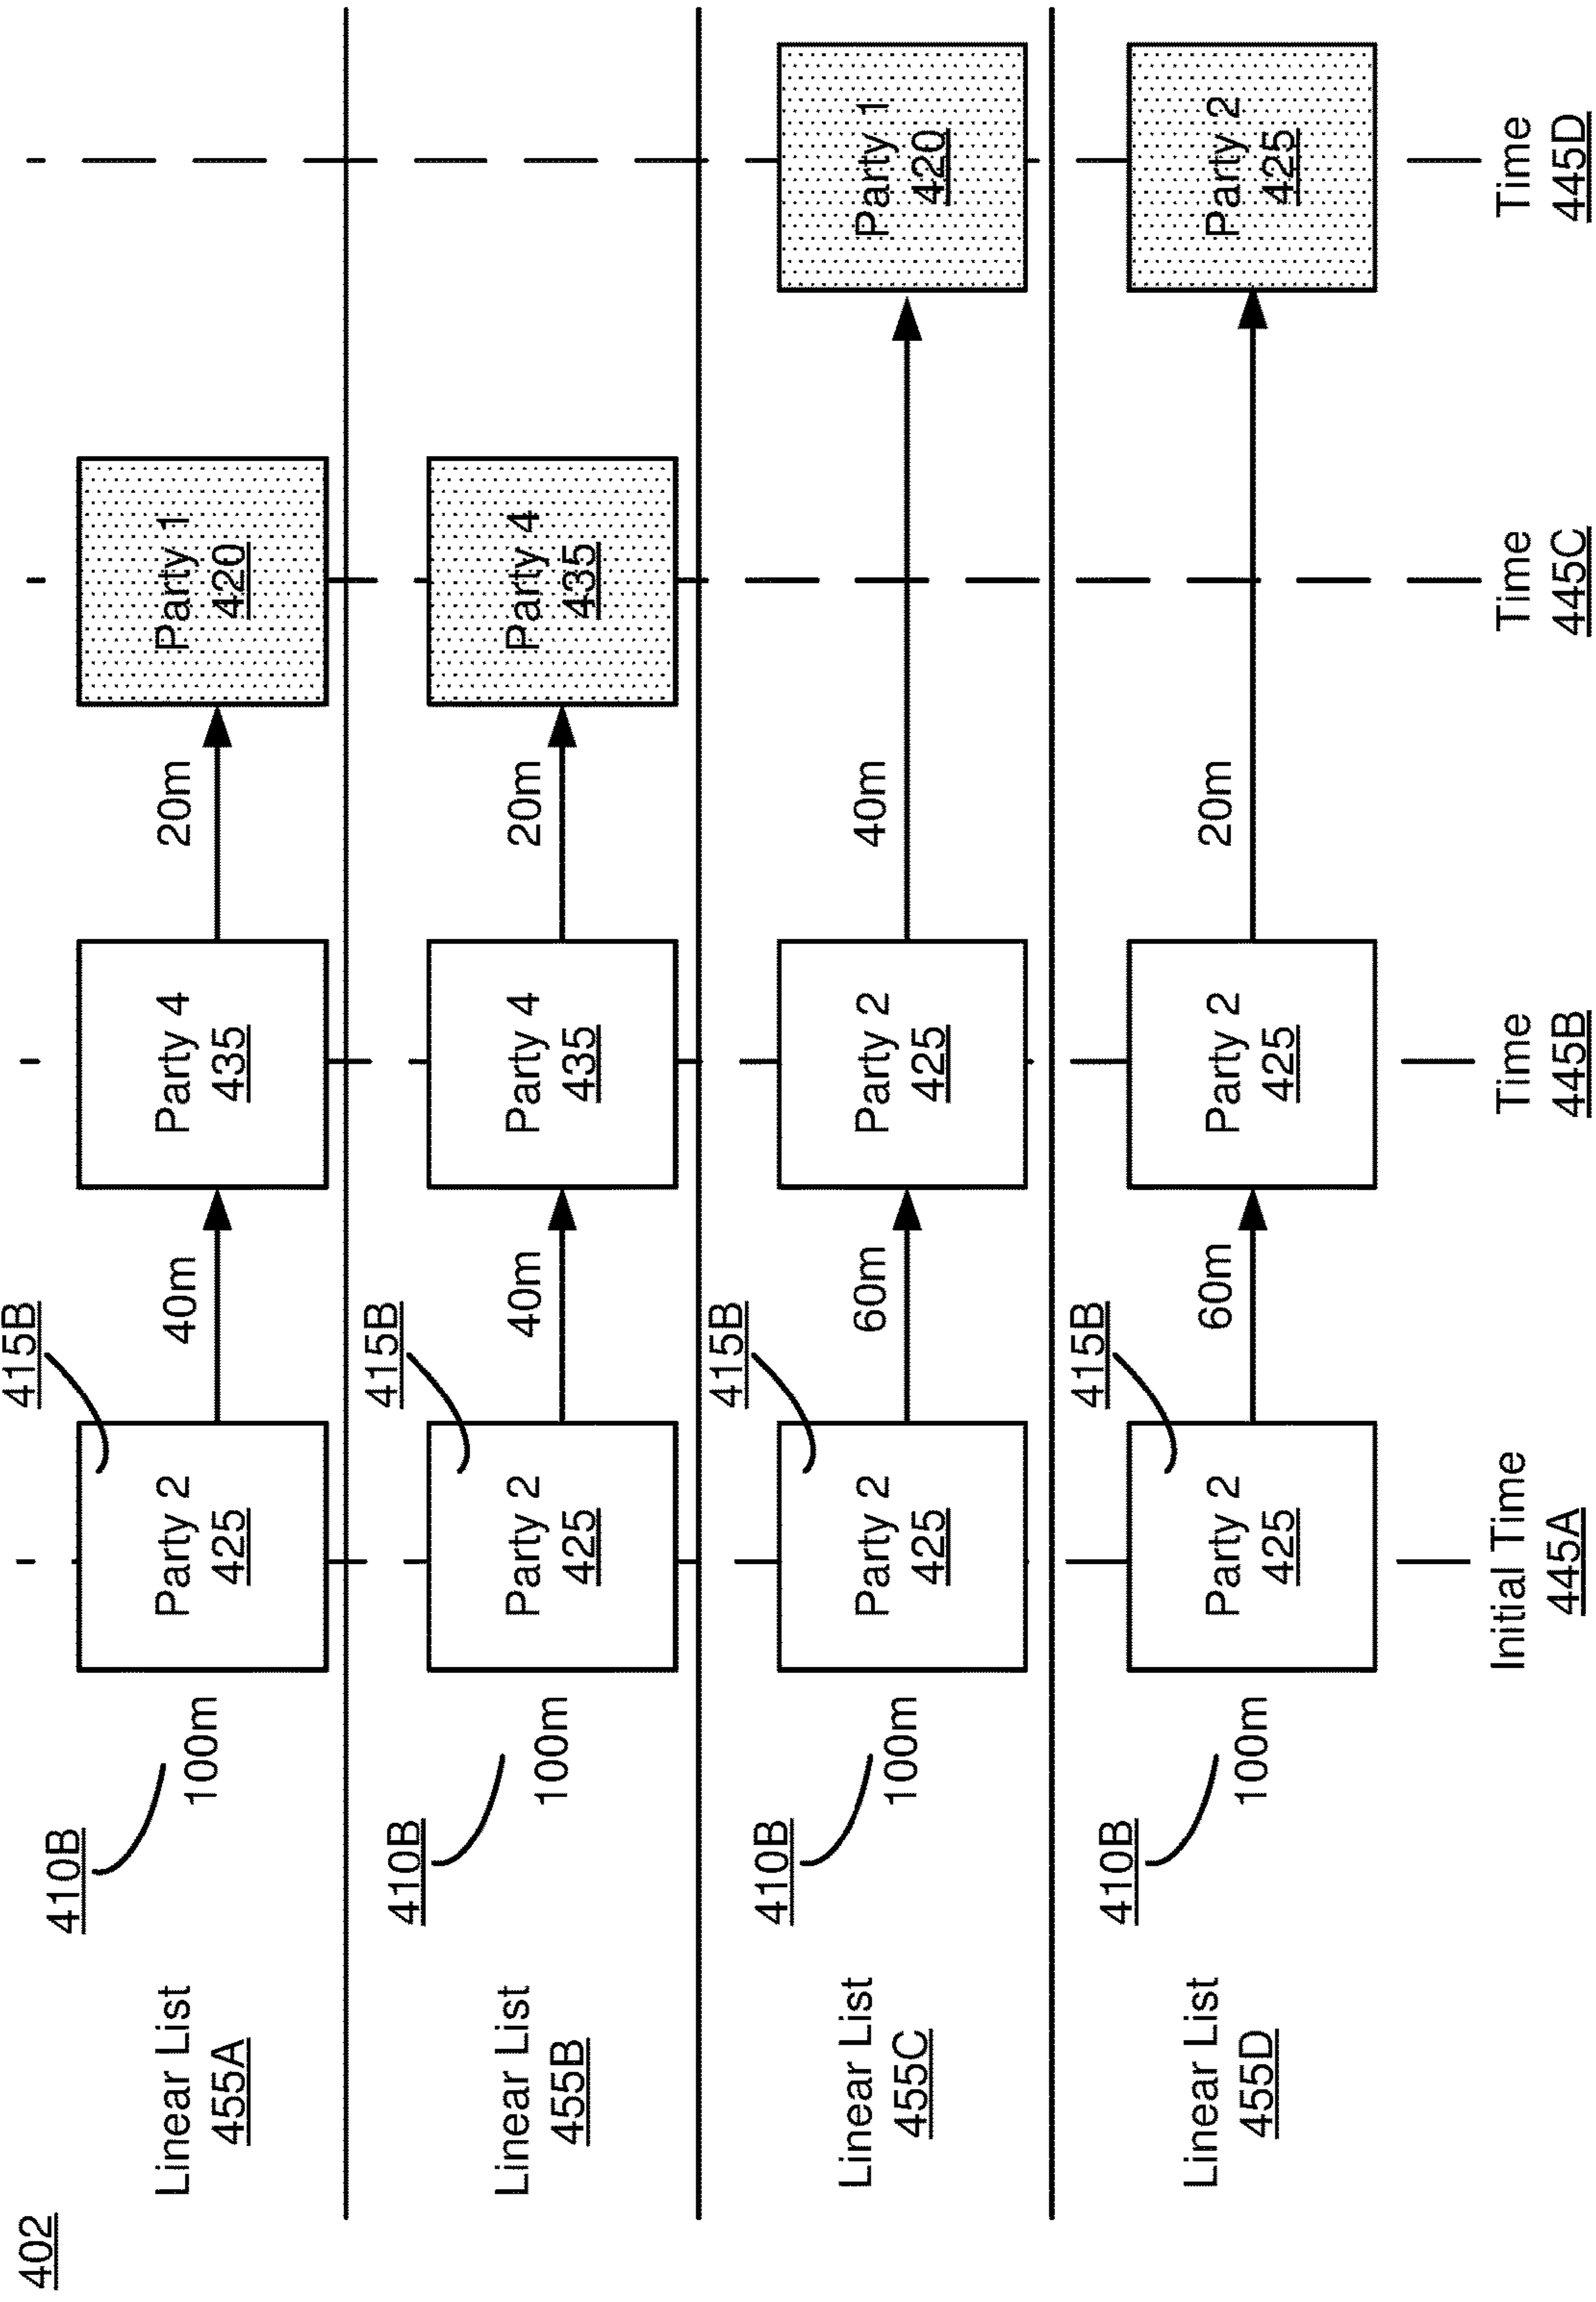 402
Linear List
455A
410B
100m
415B
Party 2
425
40m
Party 4
435
20m
Party 1
420
Linear List
455B
410B
100m
415B
Party 2
425
40m
Party 4
435
20m
Party 4
435
Linear List
455C
410B
100m
415B
Party 2
425
60m
Party 2
425
40m
Party 1
420
Linear List
455D
410B
100m
415B
Party 2
425
60m
Party 2
425
20m
Party 2
425
Initial Time
445A
Time
445B
Time
445C
Time
445D